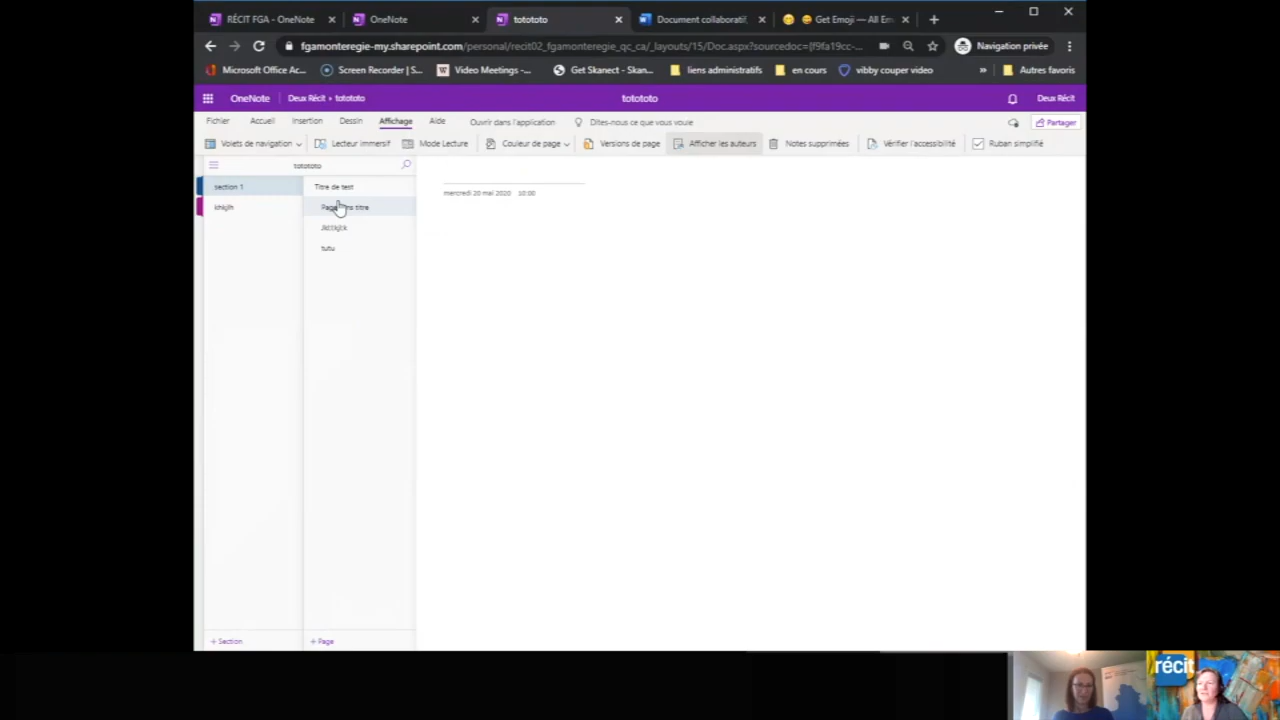 RÉCIT FGA - OneNote
OneNote
totototo
Document collaboratif.
Get Emoji — All Em
fgamonteregie-my.sharepoint.com/personal/recit02_fgamonteregie_qc_ca/_layouts/15/Doc.aspx?sourcedoc={f9fa19cc-...
Navigation privée
Microsoft Office Ac...
Screen Recorder | S...
Video Meetings -...
Get Skanect - Skan...
liens administratifs
en cours
vibby couper video
»
Autres favoris
OneNote
Deux Récit › totototo
totototo
Deux Récit
Fichier
Accueil
Insertion
Dessin
Affichage
Aide
Ouvrir dans l'application
Dites-nous ce que vous voule
Partager
Volets de navigation
Lecteur immersif
Mode Lecture
Couleur de page
Versions de page
Afficher les auteurs
Notes supprimées
Vérifier l'accessibilité
Ruban simplifié
totototo
section 1
Titre de test
mercredi 20 mai 2020 10:00
titre
tutu
+ Section
+ Page
récit